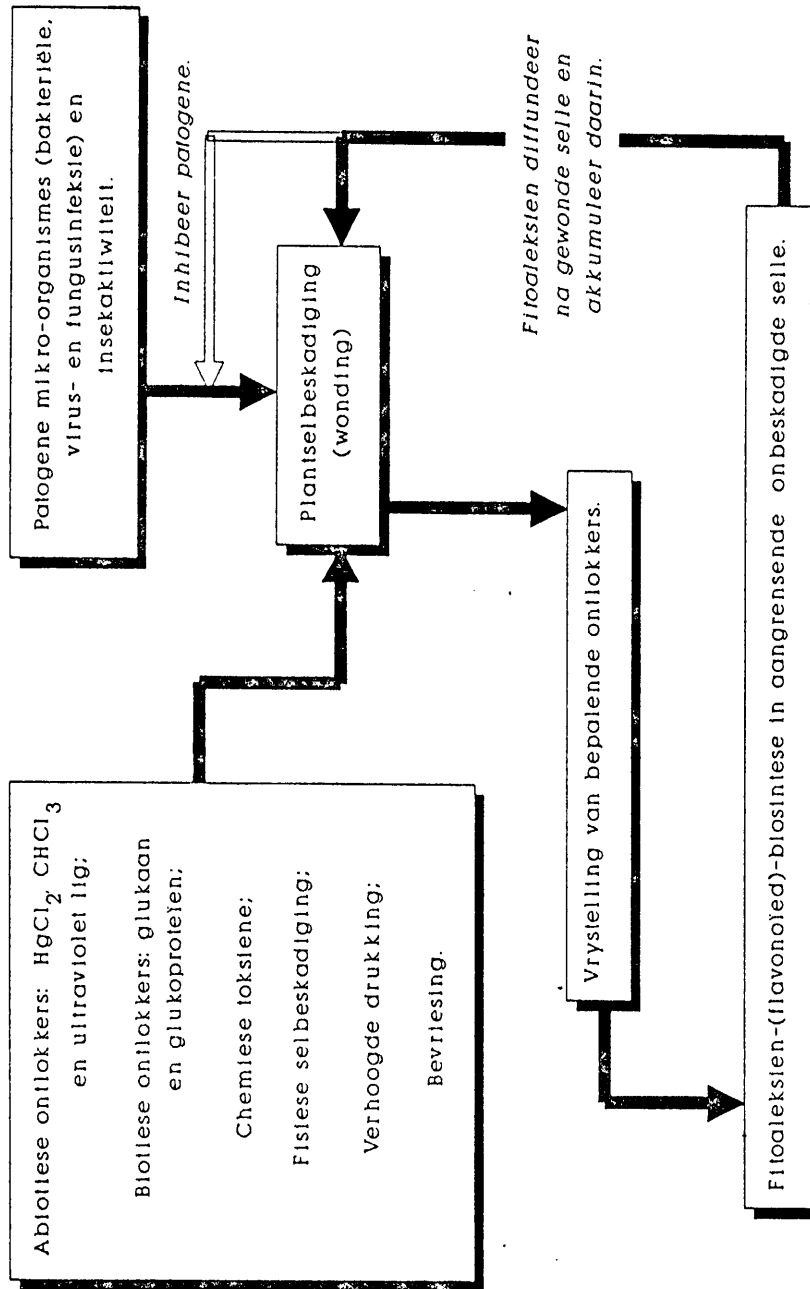 Abiotiese ontlokkers: HgCl2, CHCl3
en ultraviolet lig;
Biotiese ontlokkers: glukaan
en glukoproteïen;
Chemiese toksiene;
Fisiese selbeskadiging;
Verhoogde drukking;
Bevriesing.
Patogene mikro-organismes (bakteriële,
virus- en fungusinfeksie) en
insekaktiwiteit.
Inhibeer patogene.
Plantselbeskadiging
(wonding)
Vrystelling van bepalende ontlokkers.
Fitoaleksien diffundeer
na gewonde selle en
akkumuleer daarin.
Fitoaleksien-(flavonoïed)-biosintese in aangrensende onbeskadigde selle.